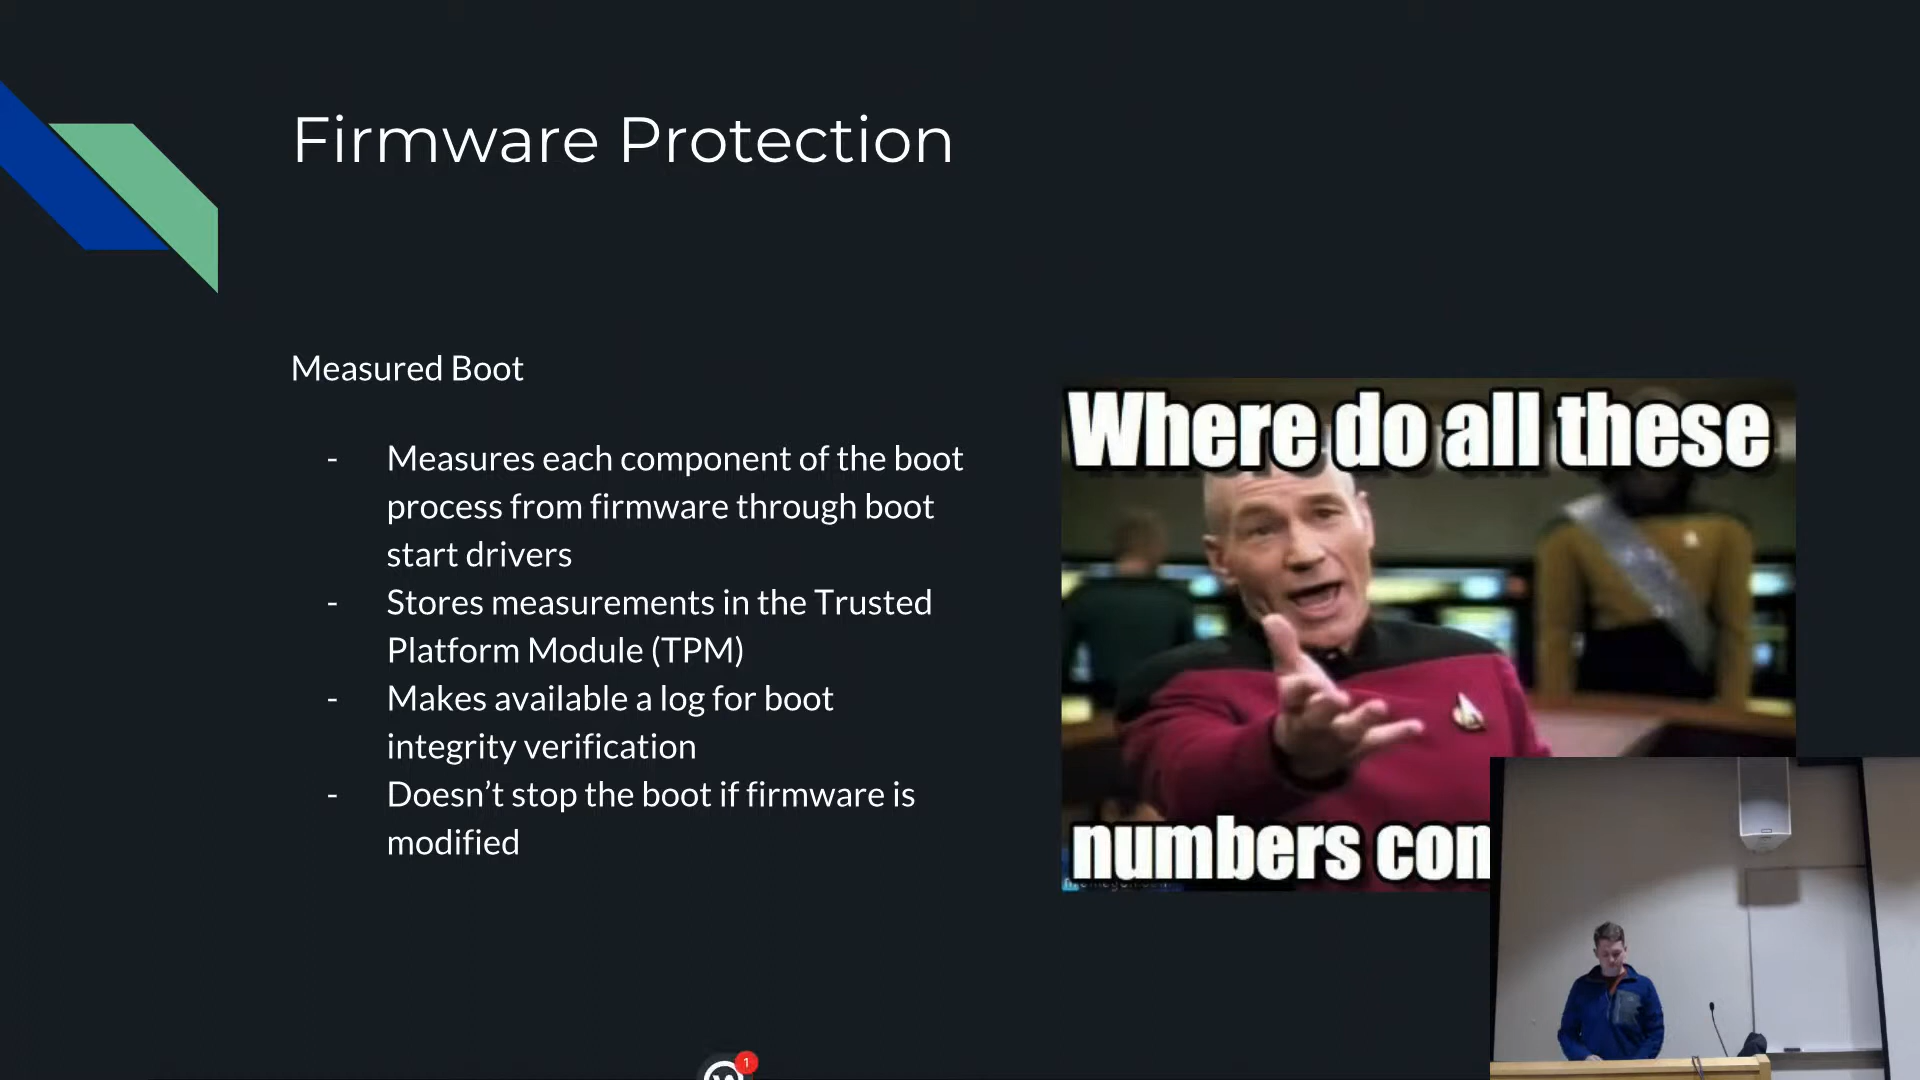 Firmware Protection
Measured Boot
- Measures each component of the boot
process from firmware through boot
start drivers
- Stores measurements in the Trusted
Platform Module (TPM)
- Makes available a log for boot
integrity verification
- Doesn’t stop the boot if firmware is
modified
Where do all these
numbers
1